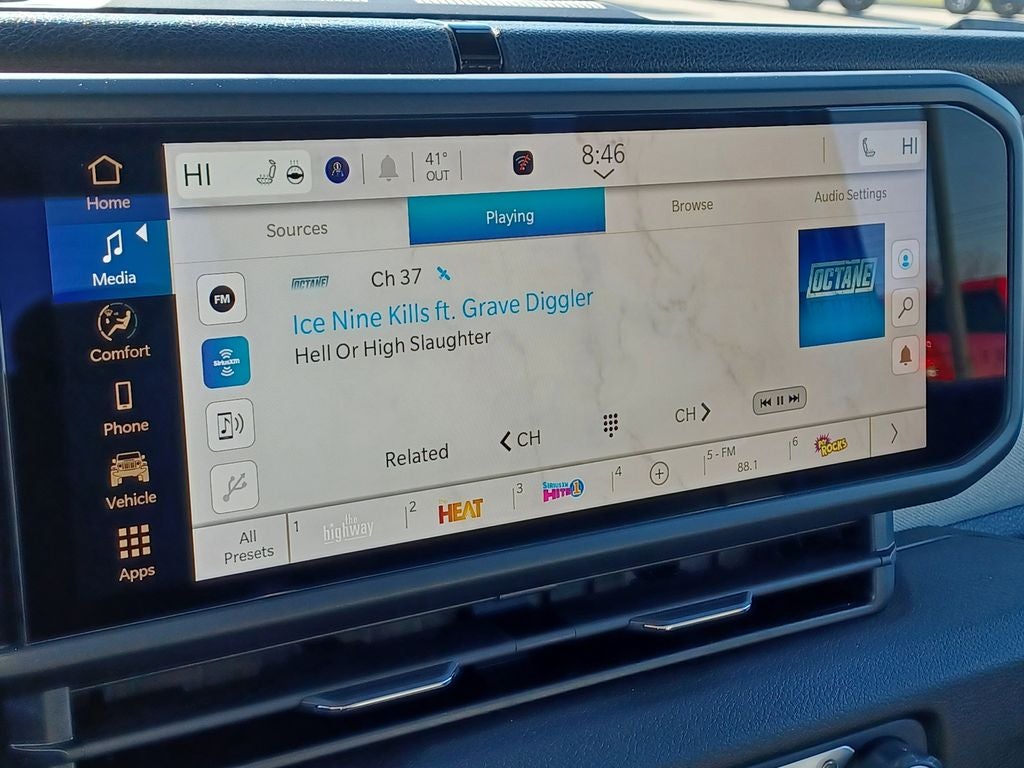 HI
41°
OUT
8:46
HI
Home
Media
Comfort
Phone
Vehicle
Apps
Sources
Playing
Browse
Audio Settings
FM
SiriusXM
OCTANE
Ch 37
Ice Nine Kills ft. Grave Diggler
Hell Or High Slaughter
OCTANE
Related
CH
CH
All
Presets
1
the
highway
2
HEAT
3
SiriusXM
HITS 1
4
5 - FM
88.1
6
ROCKS